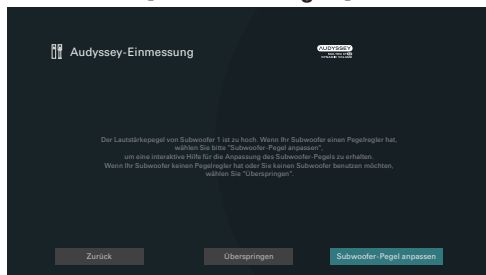 Audyssey-Einmessung
AUDYSSEY
Der Lautstärkepegel von Subwoofer 1 ist zu hoch. Wenn Ihr Subwoofer einen Pegelregler hat,
wählen Sie bitte "Subwoofer-Pegel anpassen",
um eine interaktive Hilfe für die Anpassung des Subwoofer-Pegels zu erhalten.
Wenn Ihr Subwoofer keinen Pegelregler hat oder Sie keinen Subwoofer benutzen möchten,
wählen Sie "Überspringen".
Zurück
Überspringen
Subwoofer-Pegel anpassen